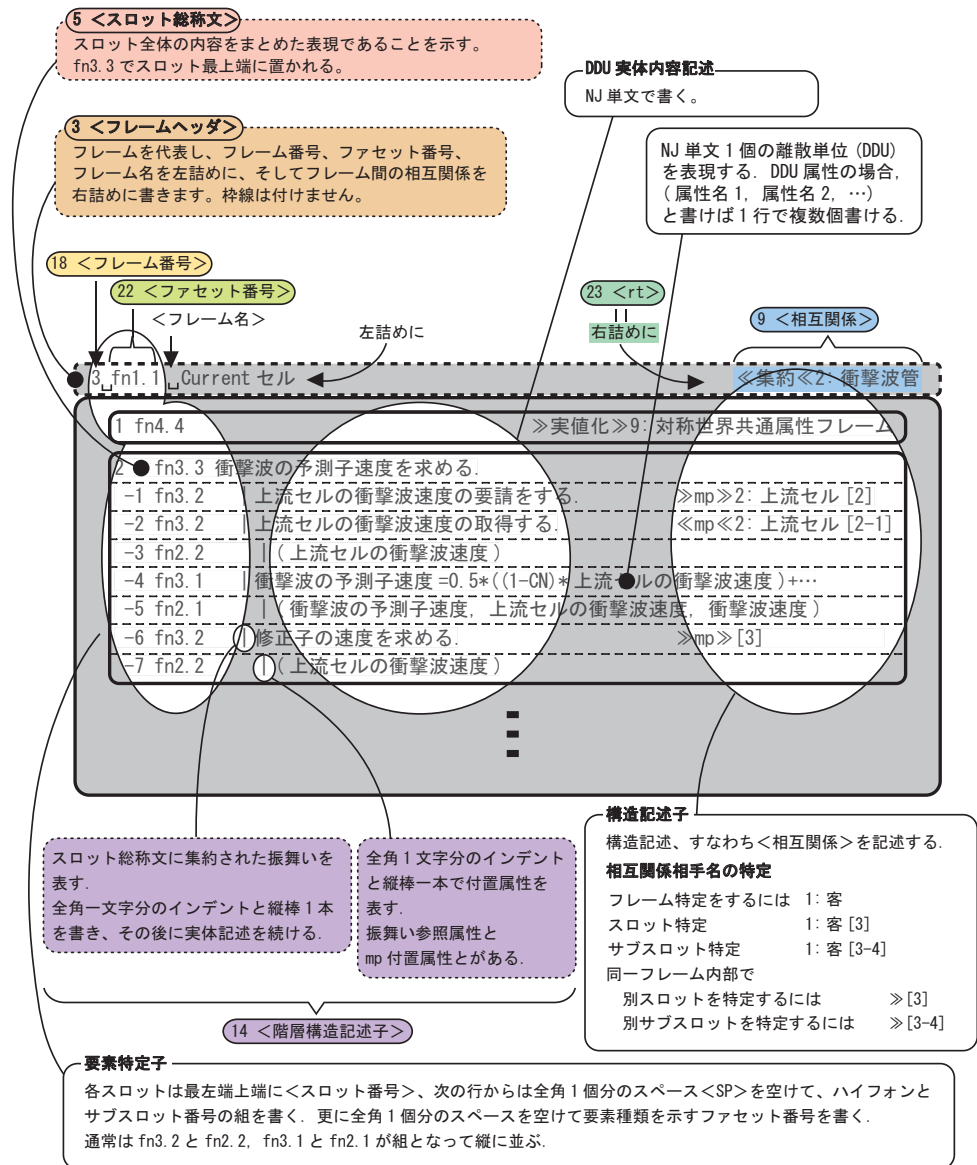 5 <スロット総称文>
スロット全体の内容をまとめた表現であることを示す。
fn3.3でスロット最上端に置かれる。
DDU実体内容記述
NJ単文で書く。
3 <フレームヘッダ>
フレームを代表し、フレーム番号、ファセット番号、
フレーム名を左詰めに、そしてフレーム間の相互関係を
右詰めに書きます。枠線は付けません。
NJ単文1個の離散単位(DDU)
を表現する. DDU属性の場合,
(属性名1, 属性名2, …)
と書けば1行で複数個書ける.
18 <フレーム番号>
22 <ファセット番号>
<フレーム名>
左詰めに
23 <rt>
右詰めに
9 <相互関係>
3␣fn1.1␣Currentセル ≪集約≪2:衝撃波管
1 fn4.4 ≫実値化≫9:対称世界共通属性フレーム
2 fn3.3 衝撃波の予測子速度を求める.
-1 fn3.2 |上流セルの衝撃波速度の要請をする. ≫mp≫2:上流セル[2]
-2 fn3.2 |上流セルの衝撃波速度の取得する. ≪mp≪2:上流セル[2-1]
-3 fn2.2 |(上流セルの衝撃波速度)
-4 fn3.1 |衝撃波の予測子速度=0.5*((1-CN)*上流セルの衝撃波速度)+…
-5 fn2.1 |(衝撃波の予測子速度, 上流セルの衝撃波速度, 衝撃波速度)
-6 fn3.2 |修正子の速度を求める. ≫mp≫[3]
-7 fn2.2 |(上流セルの衝撃波速度)
スロット総称文に集約された振舞いを
表す.
全角一文字分のインデントと縦棒1本
を書き、その後に実体記述を続ける.
全角1文字分のインデント
と縦棒一本で付置属性を
表す.
振舞い参照属性と
mp付置属性とがある.
14 <階層構造記述子>
構造記述子
構造記述、すなわち<相互関係>を記述する.
相互関係相手名の特定
フレーム特定をするには 1:客
スロット特定 1:客[3]
サブスロット特定 1:客[3-4]
同一フレーム内部で
別スロットを特定するには ≫[3]
別サブスロットを特定するには ≫[3-4]
要素特定子
各スロットは最左端上端に<スロット番号>、次の行からは全角1個分のスペース<SP>を空けて、ハイフォンと
サブスロット番号の組を書く. 更に全角1個分のスペースを空けて要素種類を示すファセット番号を書く.
通常はfn3.2とfn2.2, fn3.1とfn2.1が組となって縦に並ぶ.